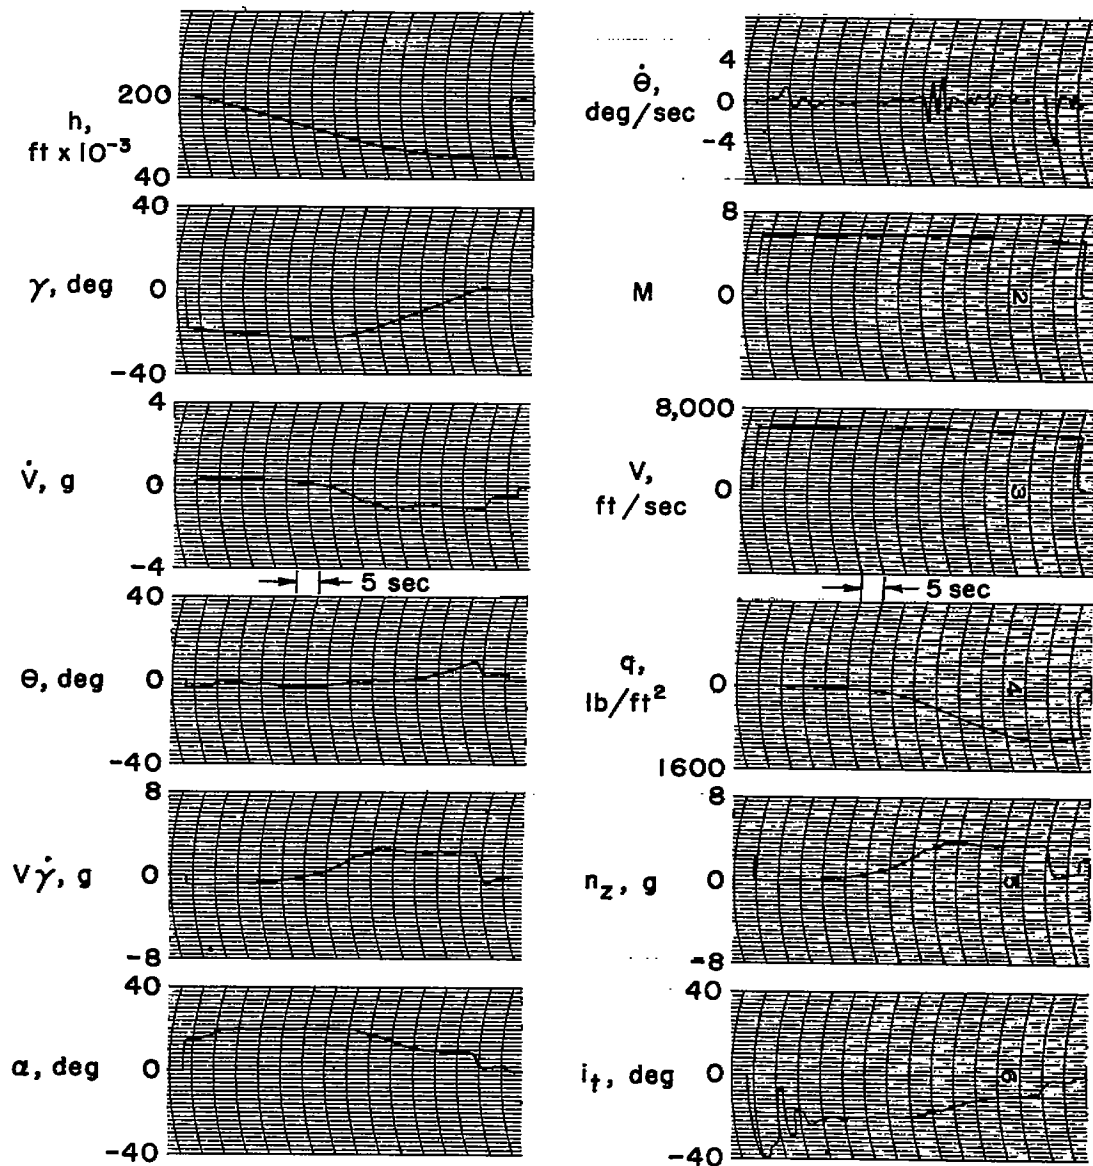 200
h,
ft x 10⁻³
40
40
γ, deg
0
-40
4
V̇, g
0
-4
5 sec
40
θ, deg
0
-40
8
Vγ̇, g
0
-8
40
α, deg
0
-40
4
θ̇,
0
deg/sec
-4
8
M
0
2
8,000
V,
0
ft/sec
3
5 sec
q,
0
lb/ft²
4
1600
8
n_z, g
0
5
-8
40
i_t, deg
0
6
-40